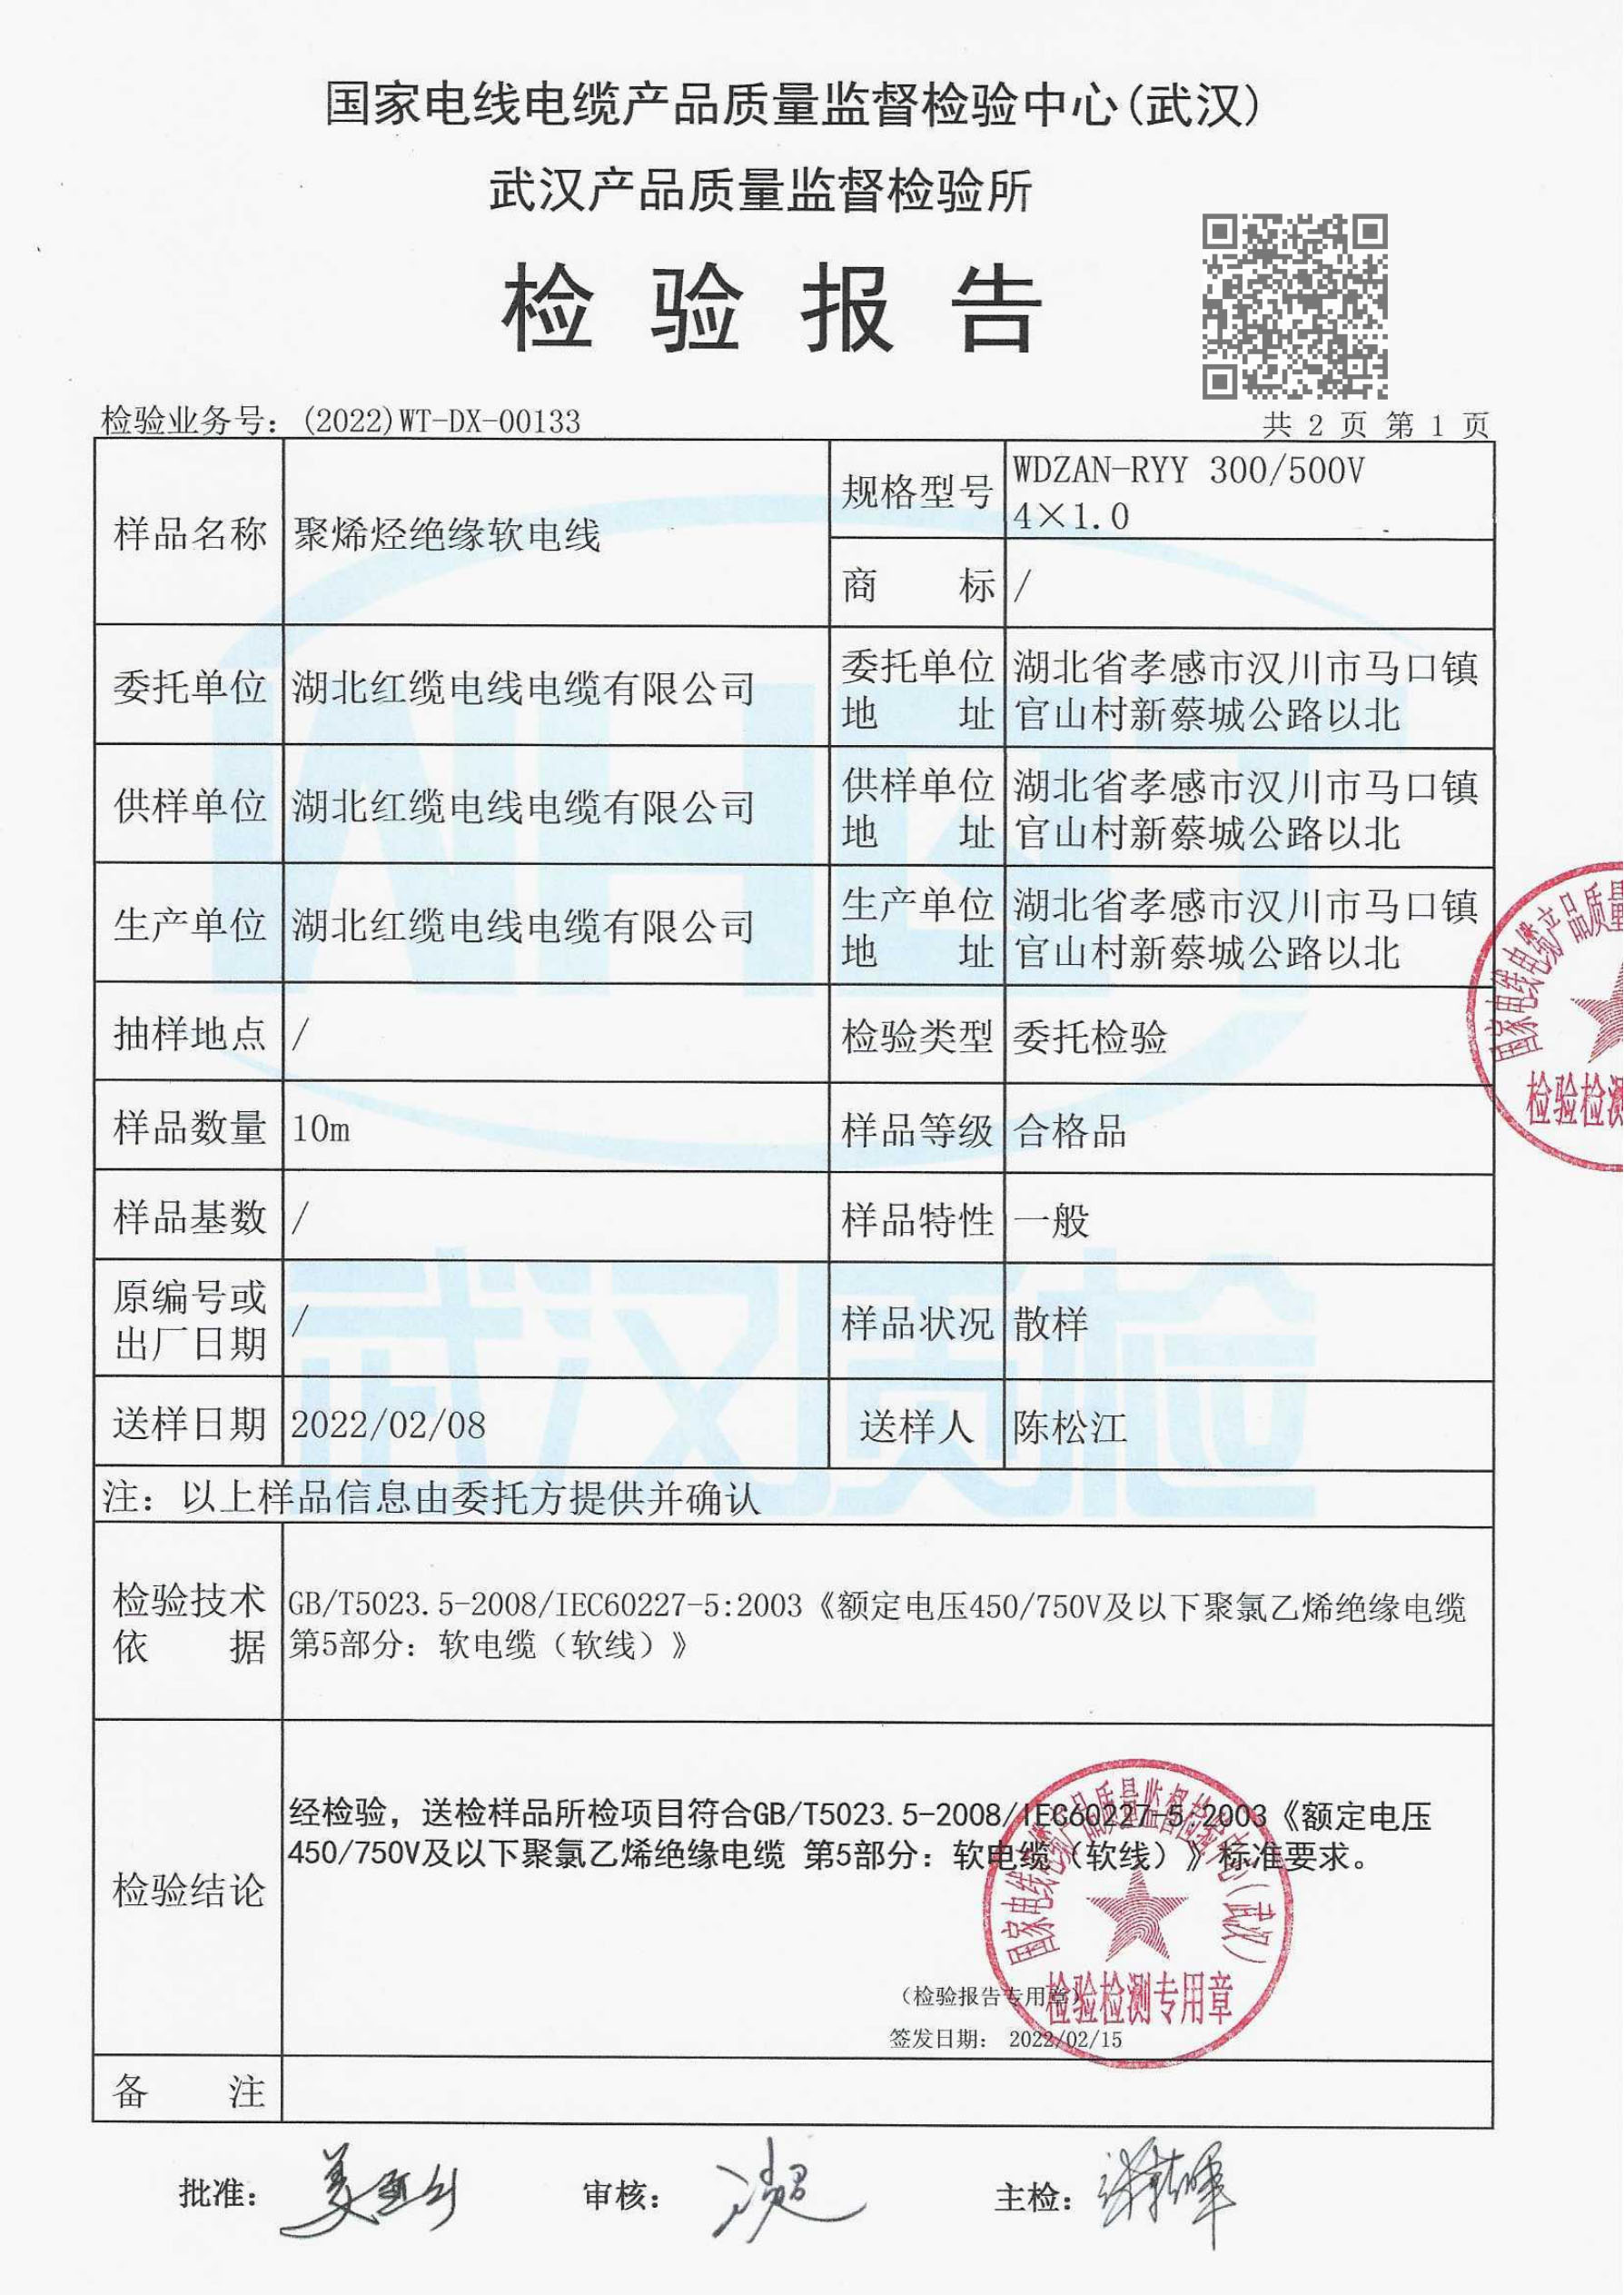 国家电线电缆产品质量监督检验中心(武汉)
武汉产品质量监督检验所
检验报告
检验业务号: (2022)WT-DX-00133
共 2 页 第 1 页
样品名称 聚烯烃绝缘软电线
规格型号 WDZAN-RYY 300/500V
4×1.0
商 标 /
委托单位 湖北红缆电线电缆有限公司
委托单位 湖北省孝感市汉川市马口镇
地 址 官山村新蔡城公路以北
供样单位 湖北红缆电线电缆有限公司
供样单位 湖北省孝感市汉川市马口镇
地 址 官山村新蔡城公路以北
生产单位 湖北红缆电线电缆有限公司
生产单位 湖北省孝感市汉川市马口镇
地 址 官山村新蔡城公路以北
抽样地点 / 检验类型 委托检验
样品数量 10m 样品等级 合格品
样品基数 / 样品特性 一般
原编号或
出厂日期 / 样品状况 散样
送样日期 2022/02/08 送样人 陈松江
注: 以上样品信息由委托方提供并确认
检验技术
依 据
GB/T5023.5-2008/IEC60227-5:2003《额定电压450/750V及以下聚氯乙烯绝缘电缆
第5部分: 软电缆(软线)》
检验结论
经检验, 送检样品所检项目符合GB/T5023.5-2008/IEC60227-5:2003《额定电压
450/750V及以下聚氯乙烯绝缘电缆 第5部分: 软电缆(软线)》标准要求。
(检验报告专用章)
签发日期: 2022/02/15
国家电线电缆产品质量监督检验中心(武汉)
检验检测专用章
国家电线电缆产品质量
检验检测
备 注
批准:
审核:
主检:
武汉质检